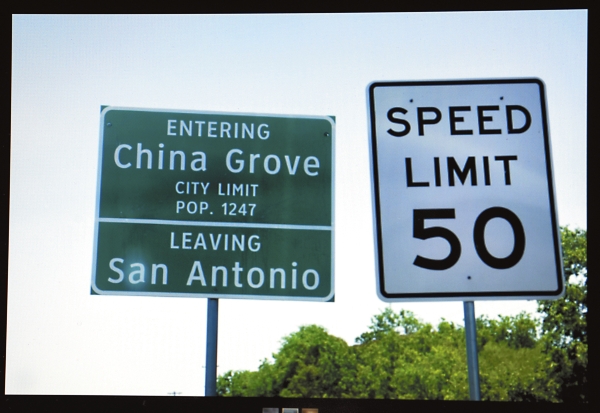 ENTERING
China Grove
CITY LIMIT
POP. 1247
LEAVING
San Antonio
SPEED
LIMIT
50